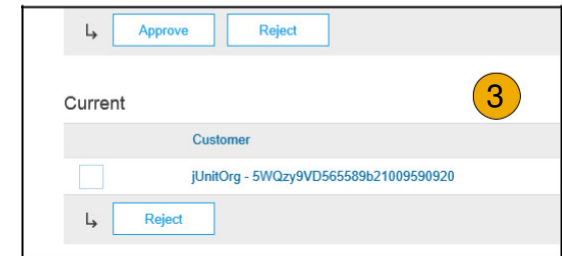 Approve Reject
Current
3
Customer
jUnitOrg - 5WQzy9VD565589b21009590920
Reject